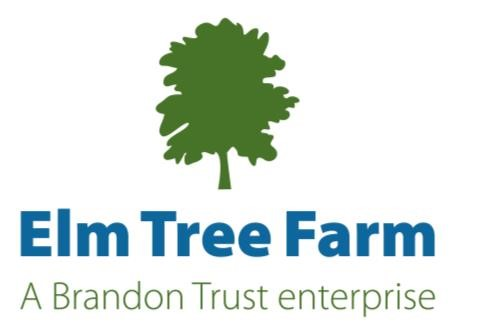 Elm Tree Farm
A Brandon Trust enterprise